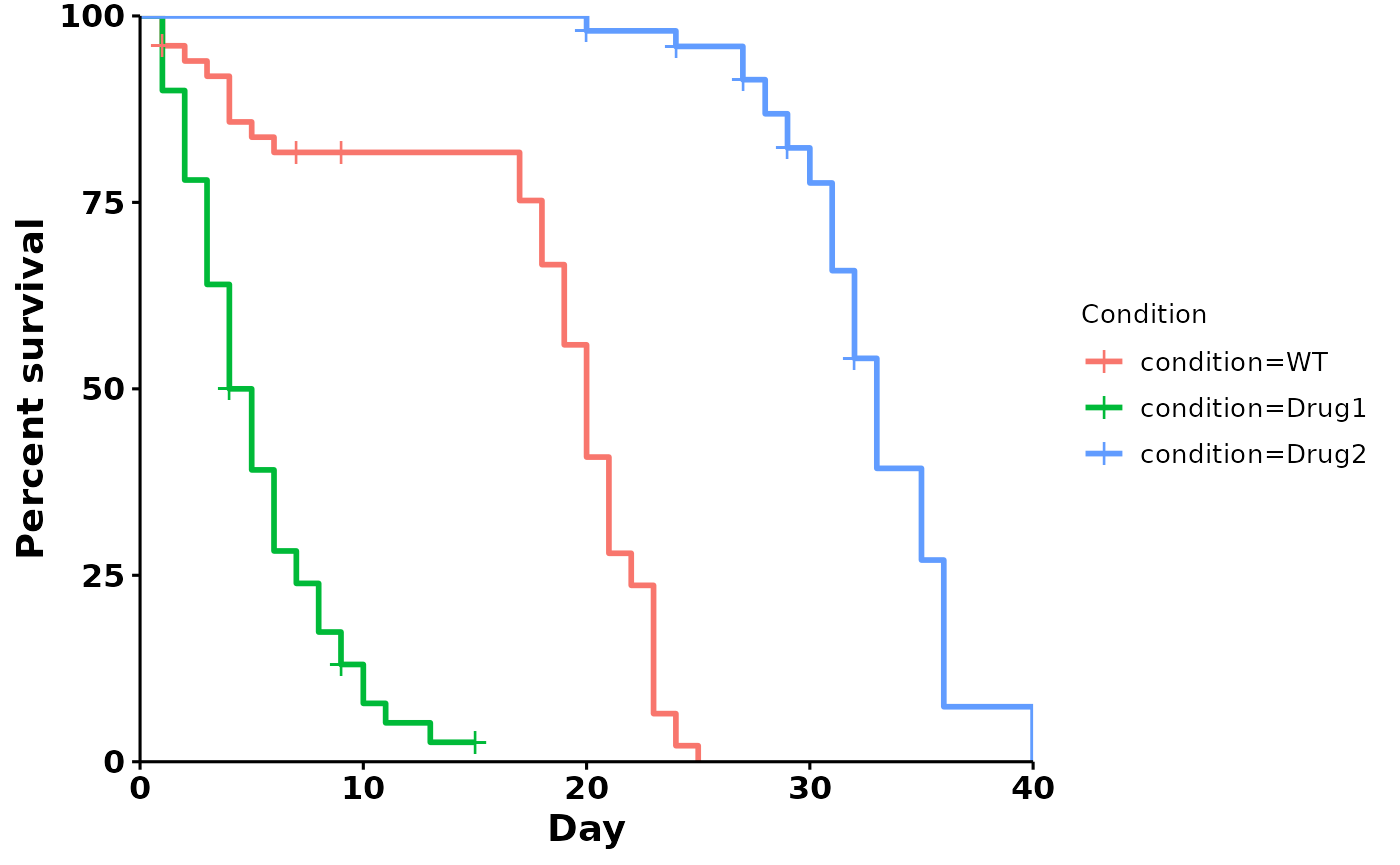 Percent survival
100
75
50
25
0
0 10 20 30 40
Day
Condition
condition=WT
condition=Drug1
condition=Drug2